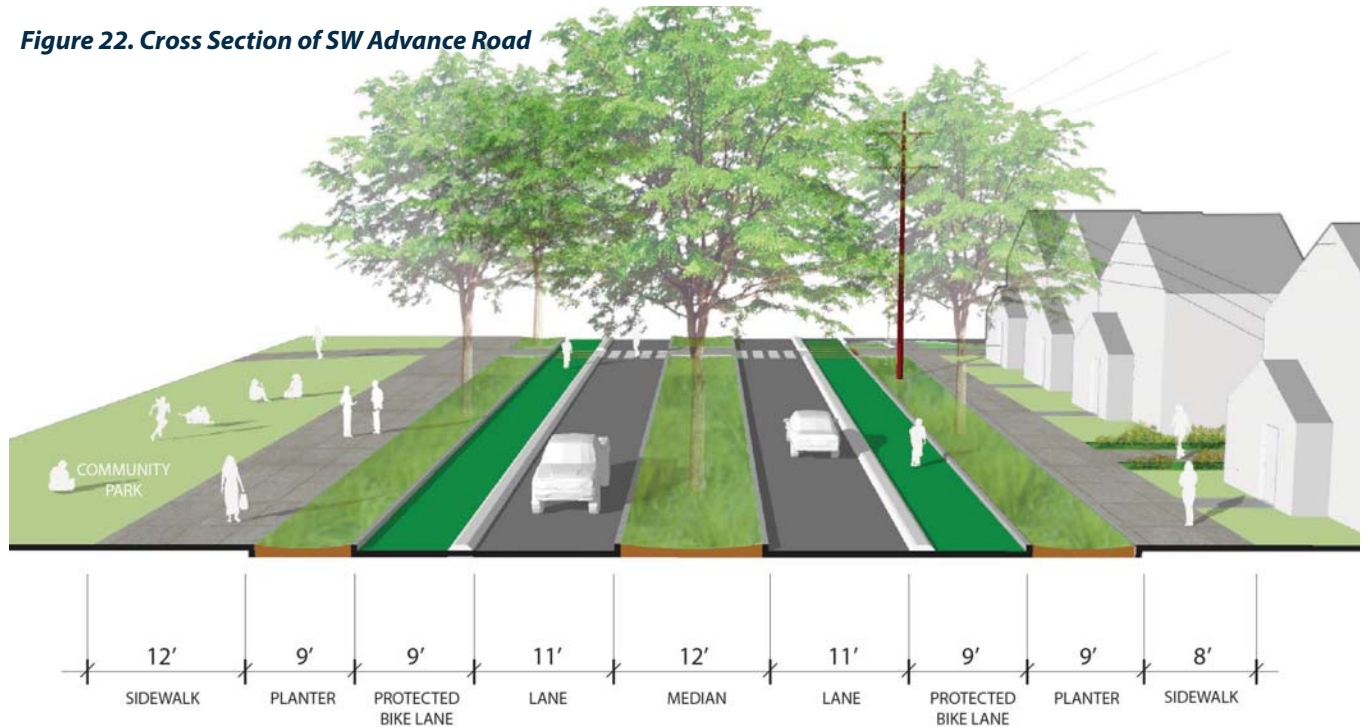 Figure 22. Cross Section of SW Advance Road
COMMUNITY
PARK
12' 9' 9' 11' 12' 11' 9' 9' 8'
SIDEWALK PLANTER PROTECTED BIKE LANE LANE MEDIAN LANE PROTECTED BIKE LANE PLANTER SIDEWALK